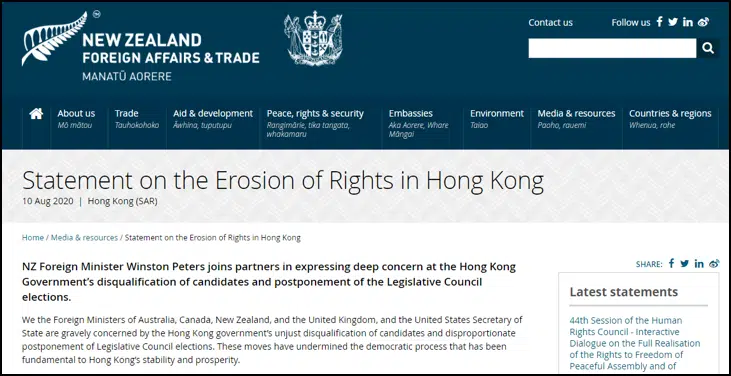 NEW ZEALAND
FOREIGN AFFAIRS & TRADE
MANATŪ AORERE
Contact us
Follow us
About us
Mō mātou
Trade
Tauhokohoko
Aid & development
Āwhina, tuputupu
Peace, rights & security
Rangimārie, tika tangata,
whakamaru
Embassies
Aka Aorere, Whare
Māngai
Environment
Taiao
Media & resources
Paoho, rauemi
Countries & regions
Whenua, rohe
Statement on the Erosion of Rights in Hong Kong
10 Aug 2020 | Hong Kong (SAR)
Home / Media & resources / Statement on the Erosion of Rights in Hong Kong
SHARE:
NZ Foreign Minister Winston Peters joins partners in expressing deep concern at the Hong Kong
Government's disqualification of candidates and postponement of the Legislative Council
elections.
We the Foreign Ministers of Australia, Canada, New Zealand, and the United Kingdom, and the United States Secretary of
State are gravely concerned by the Hong Kong government's unjust disqualification of candidates and disproportionate
postponement of Legislative Council elections. These moves have undermined the democratic process that has been
fundamental to Hong Kong's stability and prosperity.
Latest statements
44th Session of the Human
Rights Council - Interactive
Dialogue on the Full Realisation
of the Rights to Freedom of
Peaceful Assembly and of